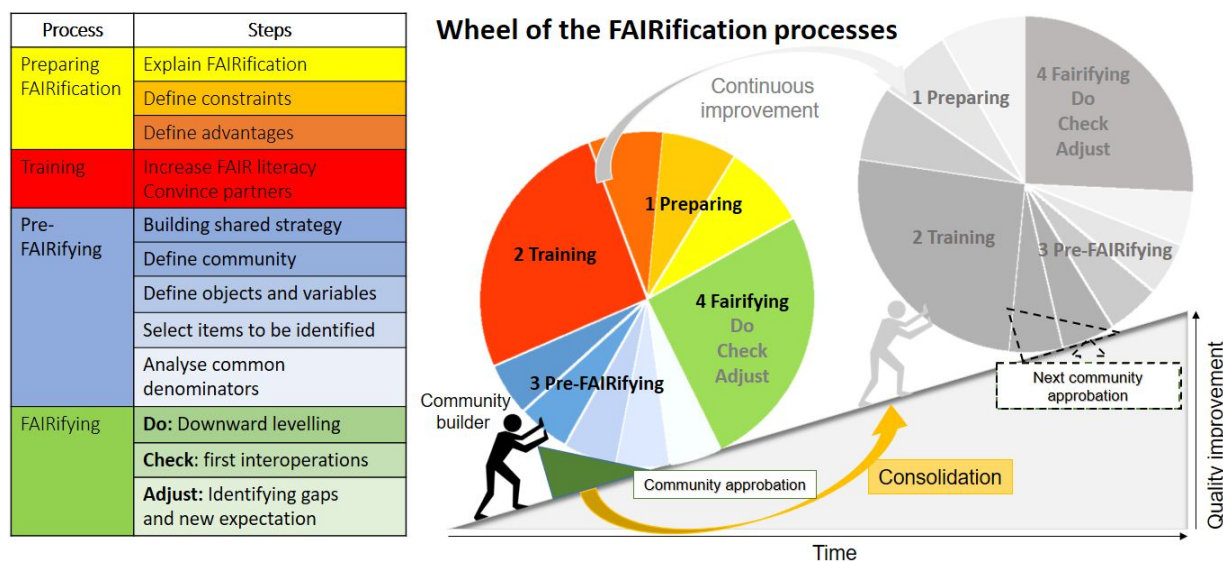 Process Steps
Preparing
FAIRification
Explain FAIRification
Define constraints
Define advantages
Training
Increase FAIR literacy
Convince partners
Pre-
FAIRifying
Building shared strategy
Define community
Define objects and variables
Select items to be identified
Analyse common
denominators
FAIRifying
Do: Downward levelling
Check: first interoperations
Adjust: Identifying gaps
and new expectation
Wheel of the FAIRification processes
Continuous
improvement
1 Preparing
2 Training
3 Pre-FAIRifying
4 Fairifying
Do
Check
Adjust
1 Preparing
2 Training
3 Pre-FAIRifying
4 Fairifying
Do
Check
Adjust
Community
builder
Community approbation
Consolidation
Next community
approbation
Time
Quality improvement